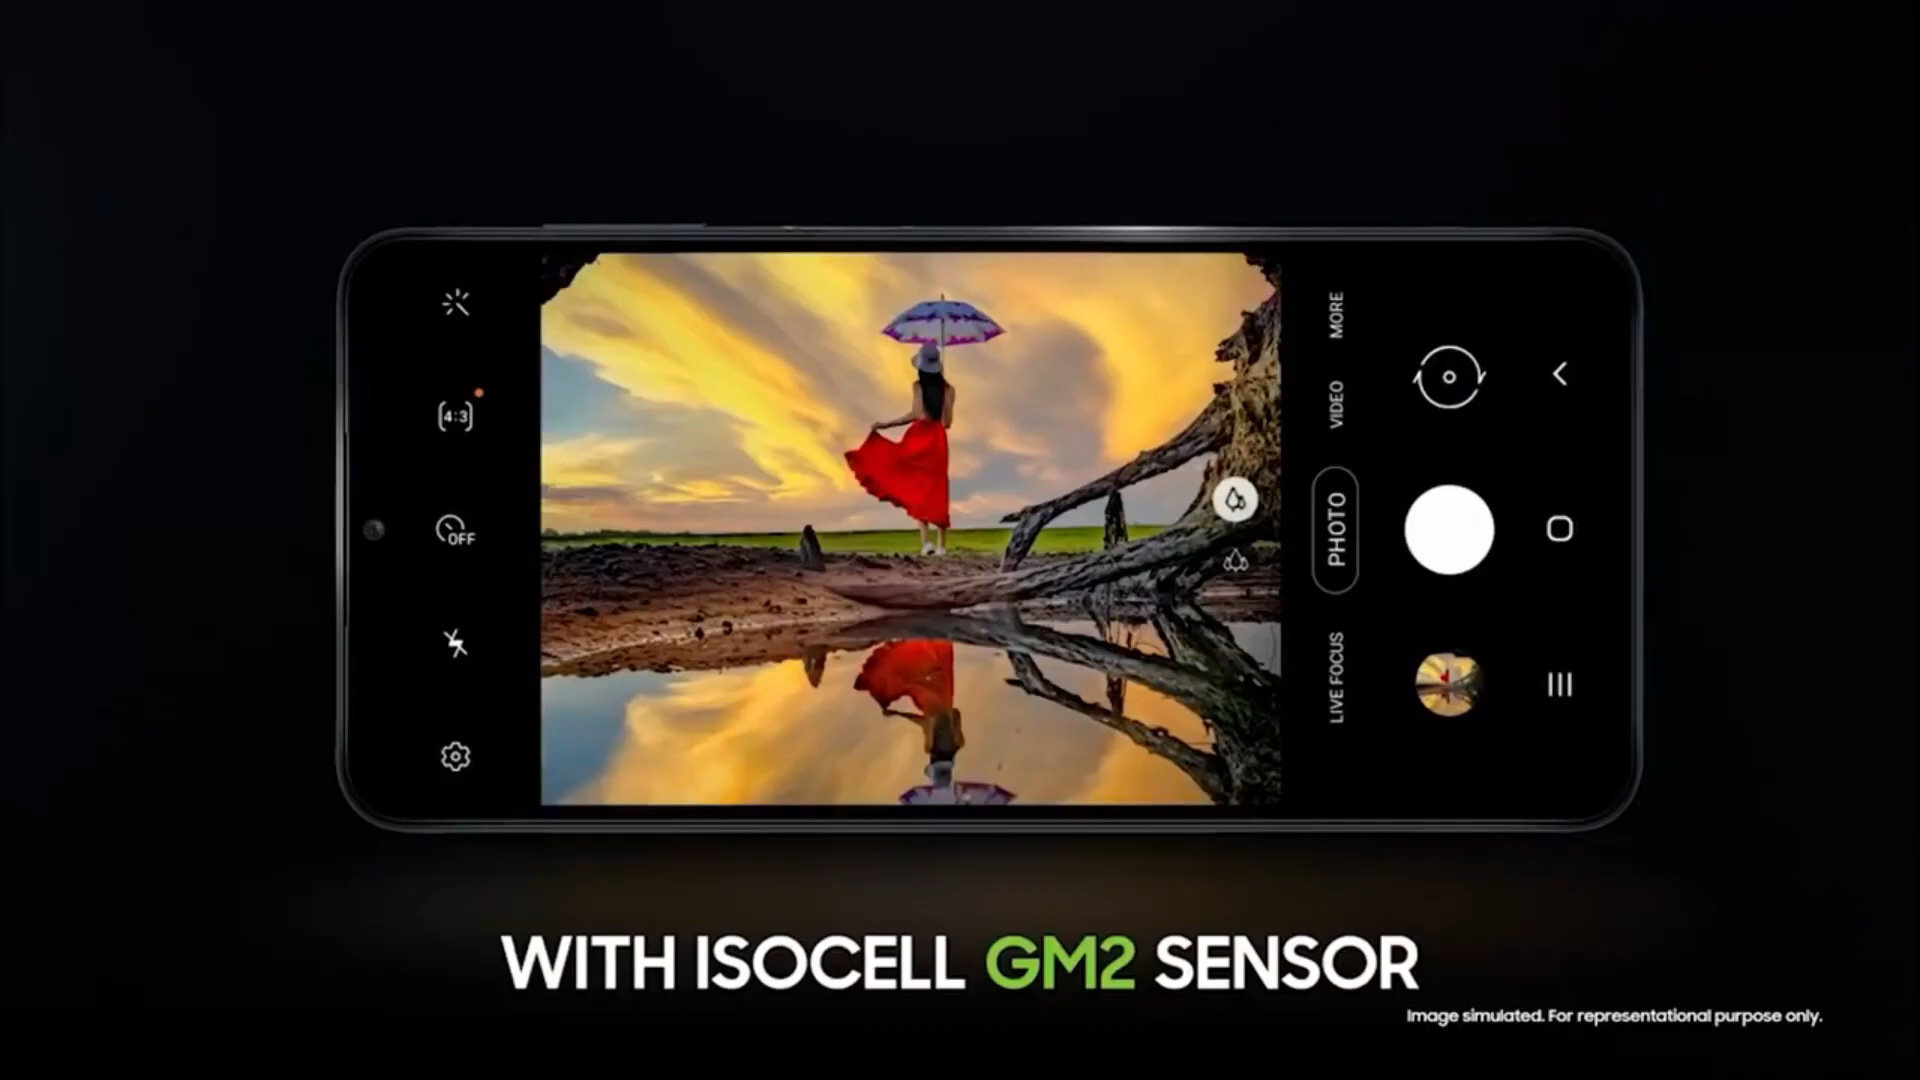 4:3
OFF
MORE
VIDEO
PHOTO
LIVE FOCUS
WITH ISOCELL GM2 SENSOR
Image simulated. For representational purpose only.